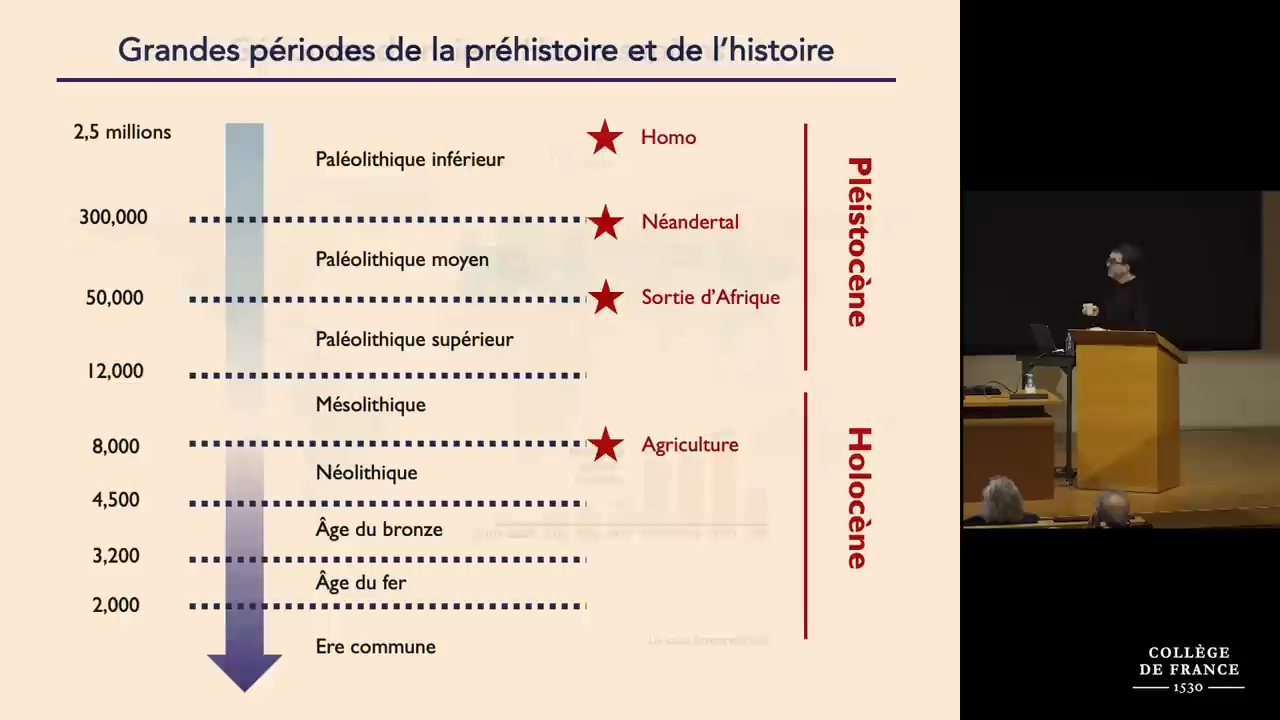 Grandes périodes de la préhistoire et de l'histoire
2,5 millions
Homo
Paléolithique inférieur
300,000
Néandertal
Paléolithique moyen
50,000
Sortie d'Afrique
Paléolithique supérieur
12,000
Pléistocène
Mésolithique
8,000
Agriculture
Néolithique
4,500
Âge du bronze
3,200
Âge du fer
2,000
Ere commune
Holocène
COLLÈGE
DE FRANCE
1530